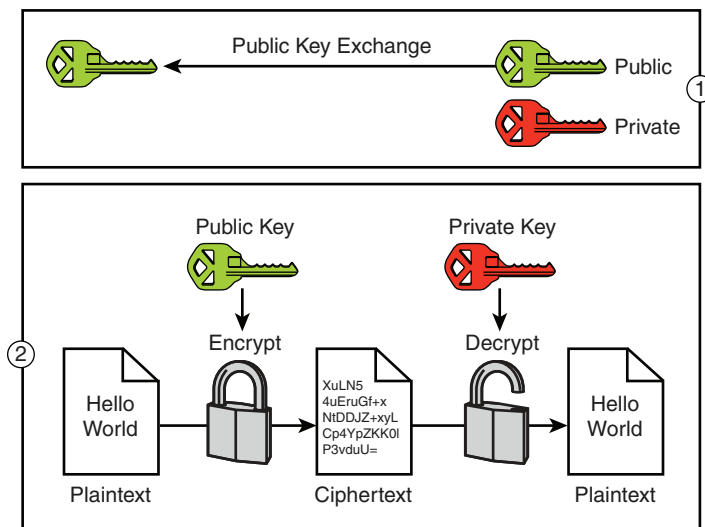 Public Key Exchange
Public
1
Private
Public Key
Private Key
2
Encrypt
Decrypt
Hello
World
XuLN5
4uEruGf+x
NtDDJZ+xyL
Cp4YpZKK0l
P3vduU=
Hello
World
Plaintext
Ciphertext
Plaintext